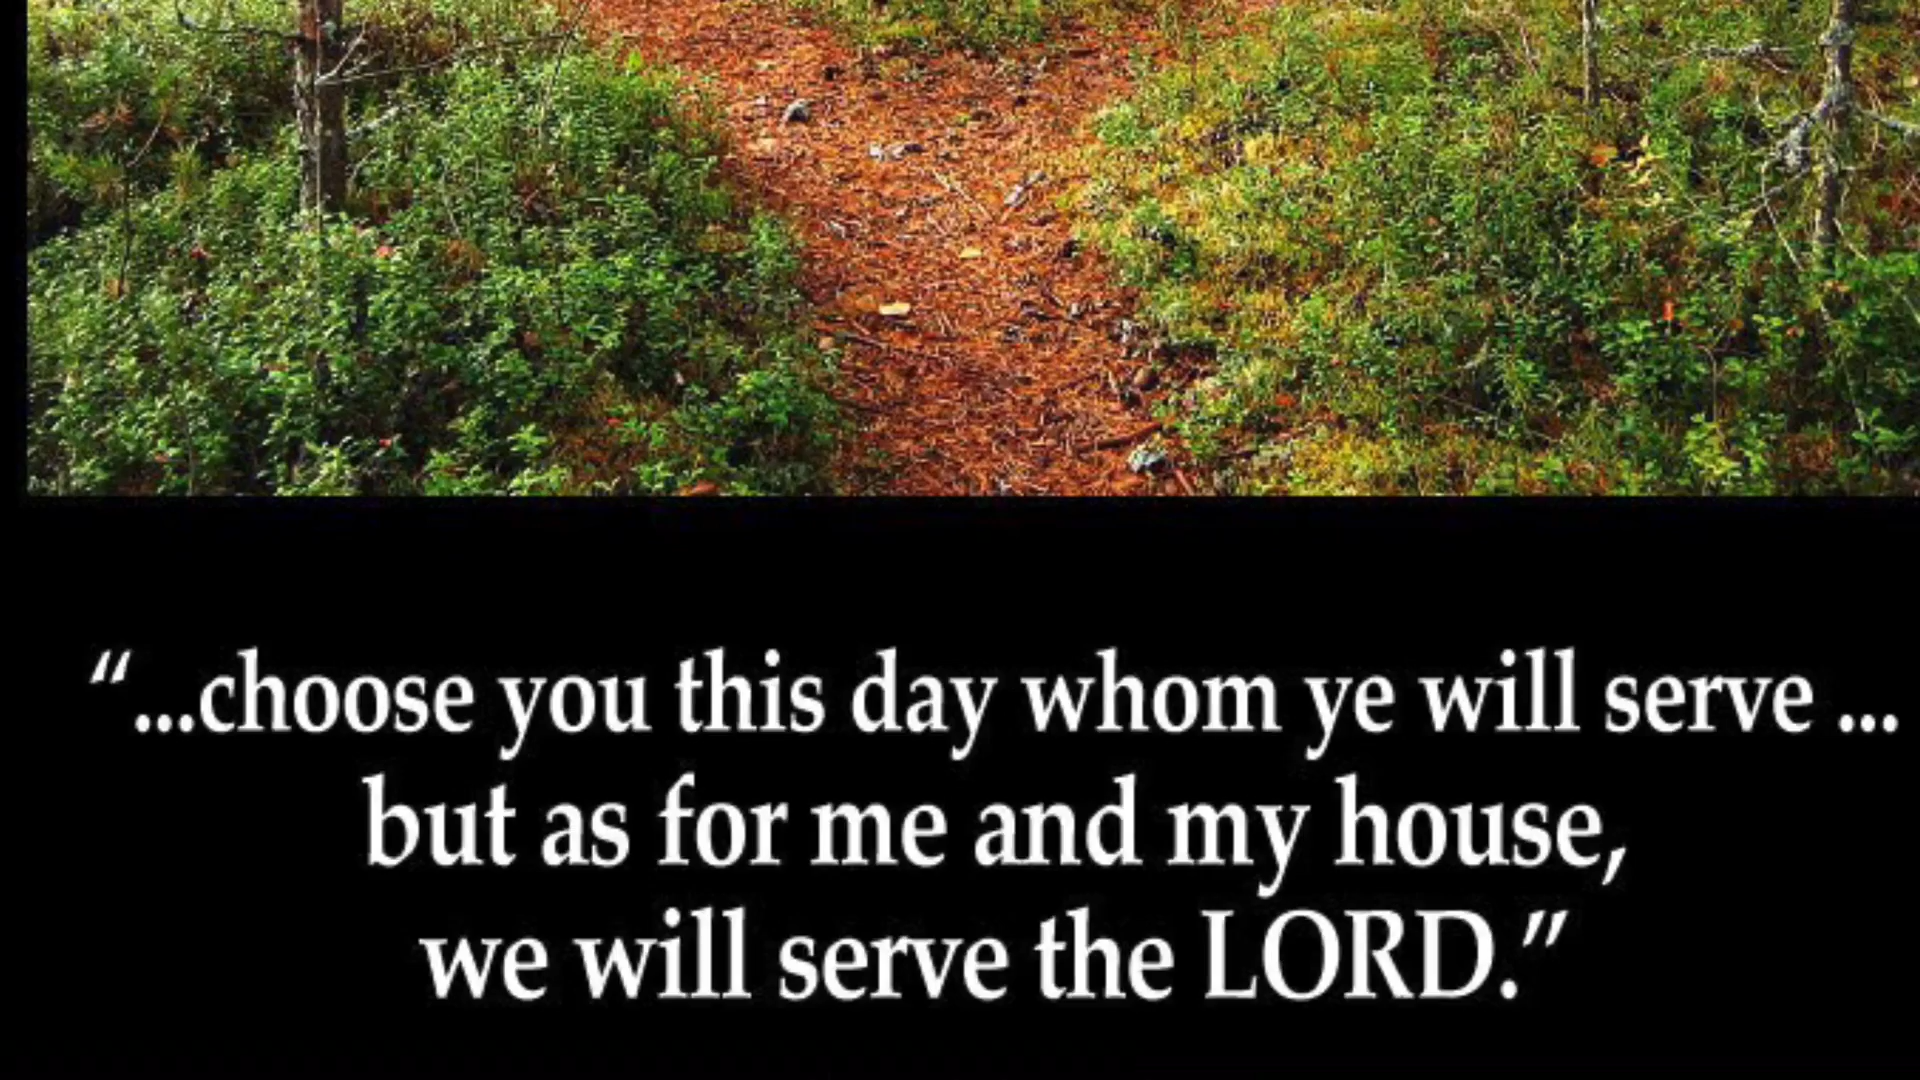 “...choose you this day whom ye will serve ...
but as for me and my house,
we will serve the LORD.”